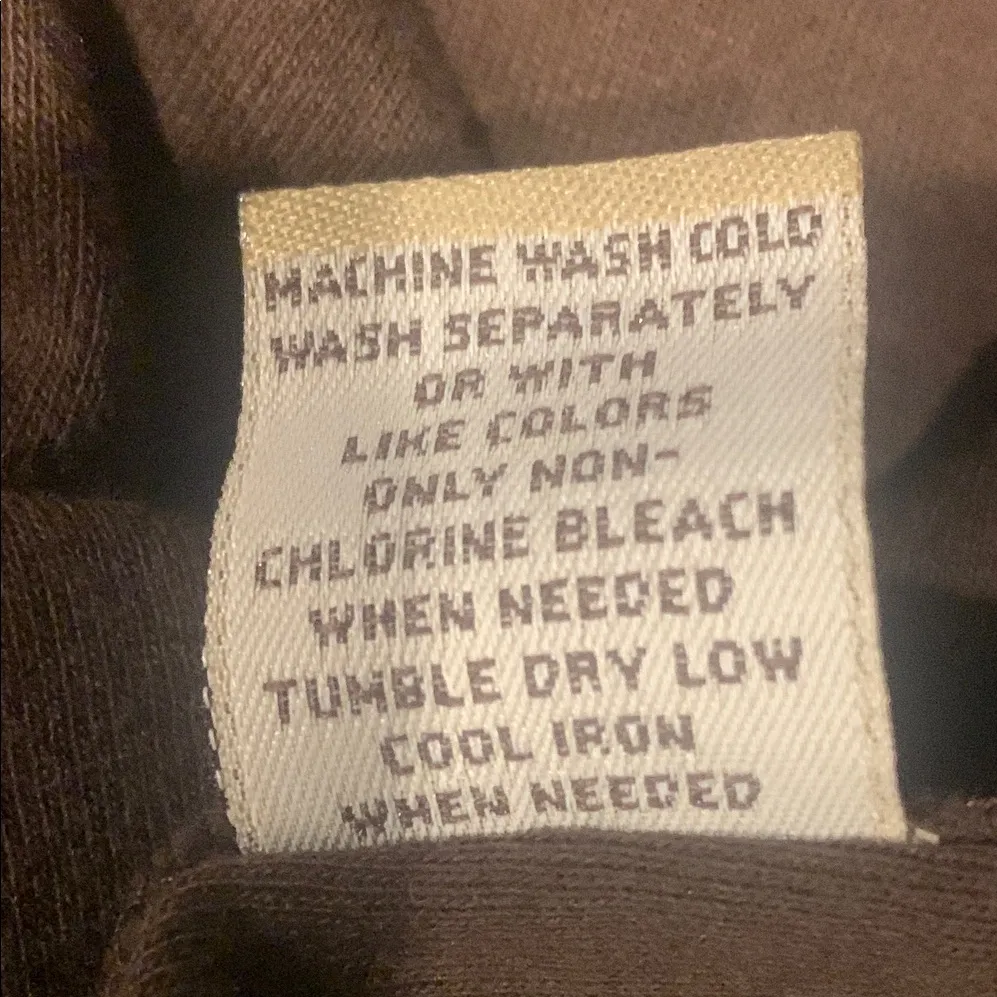 MACHINE WASH COLD
WASH SEPARATELY
OR WITH
LIKE COLORS
ONLY NON-
CHLORINE BLEACH
WHEN NEEDED
TUMBLE DRY LOW
COOL IRON
WHEN NEEDED